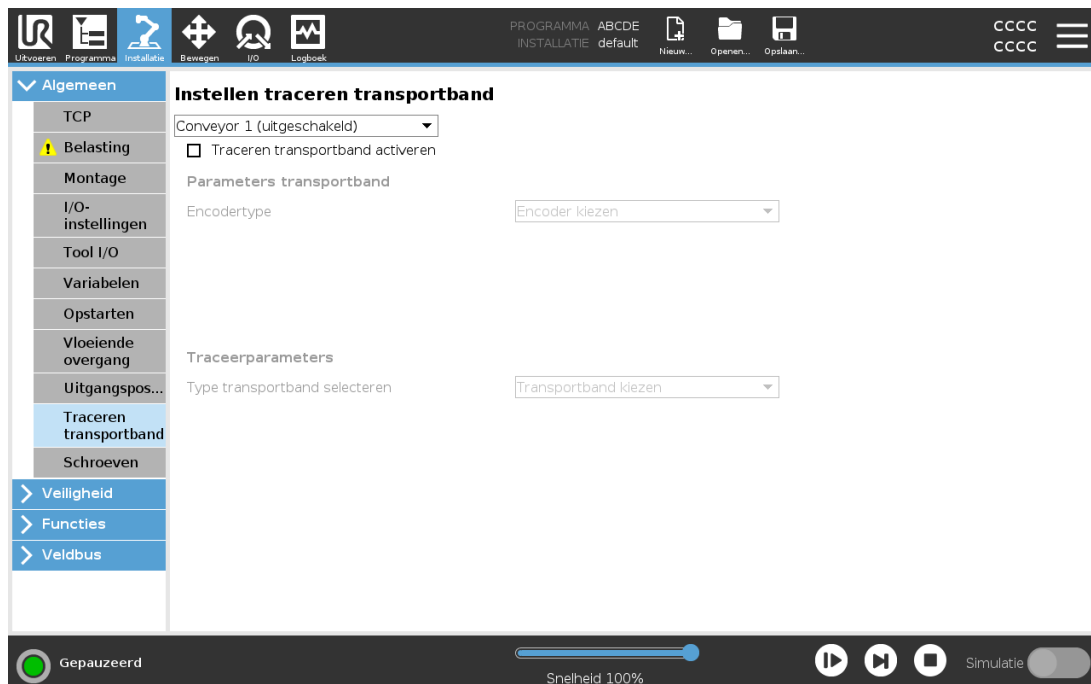 Uitvoeren
Programma
Installatie
Bewegen
I/O
Logboek
PROGRAMMA ABCDE
INSTALLATIE default
Nieuw...
Openen...
Opslaan...
CCCC
CCCC
Algemeen
TCP
Belasting
Montage
I/O-
instellingen
Tool I/O
Variabelen
Opstarten
Vloeiende
overgang
Uitgangspos...
Traceren
transportband
Schroeven
Veiligheid
Functies
Veldbus
Instellen traceren transportband
Conveyor 1 (uitgeschakeld)
Traceren transportband activeren
Parameters transportband
Encodertype
Encoder klezen
Traceerparameters
Type transportband selecteren
Transportband klezen
Gepauzeerd
Snelheid 100%
Simulatie